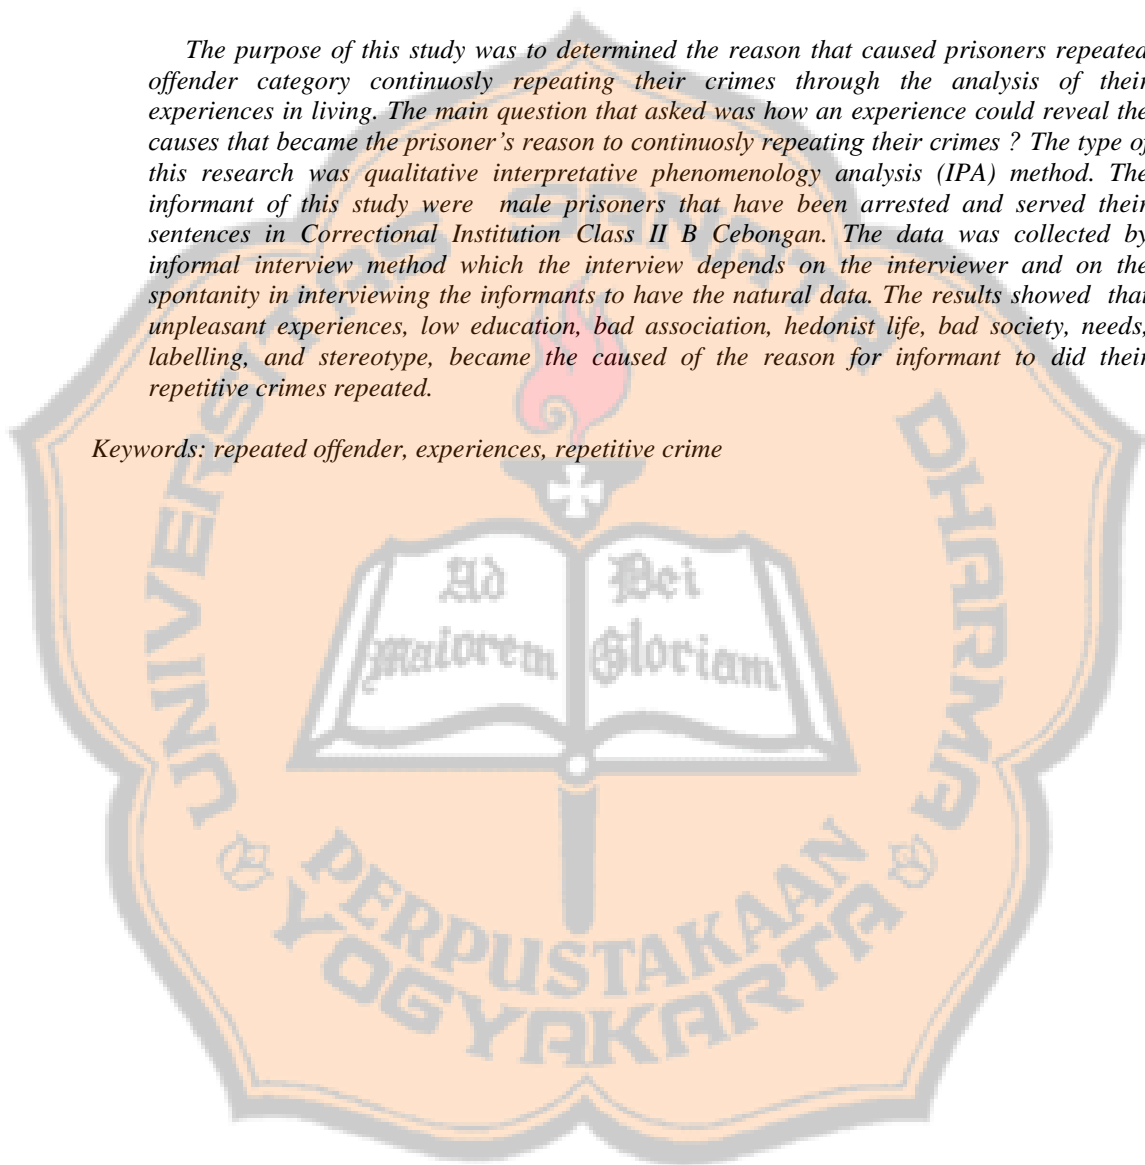 The purpose of this study was to determined the reason that caused prisoners repeated
offender category continuosly repeating their crimes through the analysis of their
experiences in living. The main question that asked was how an experience could reveal the
causes that became the prisoner's reason to continuosly repeating their crimes ? The type of
this research was qualitative interpretative phenomenology analysis (IPA) method. The
informant of this study were male prisoners that have been arrested and served their
sentences in Correctional Institution Class II B Cebongan. The data was collected by
informal interview method which the interview depends on the interviewer and on the
spontanity in interviewing the informants to have the natural data. The results showed that
unpleasant experiences, low education, bad association, hedonist life, bad society, needs,
labelling, and stereotype, became the caused of the reason for informant to did their
repetitive crimes repeated.
Keywords: repeated offender, experiences, repetitive crime
UNIVERSITAS SANATA DHARMA
Ad Dei
Maiorem Gloriam
PERPUSTAKAAN
YOGYAKARTA